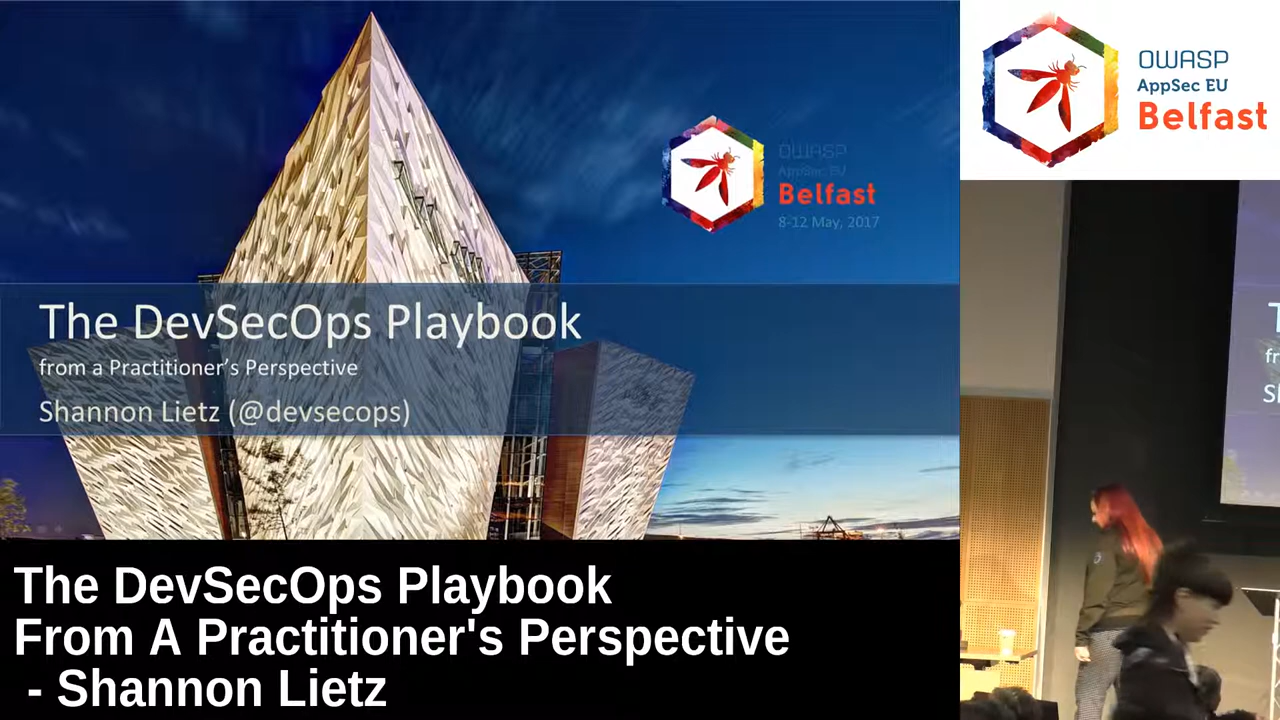 OWASP
AppSec EU
Belfast
8-12 May, 2017
The DevSecOps Playbook
from a Practitioner's Perspective
Shannon Lietz (@devsecops)
OWASP
AppSec EU
Belfast
The DevSecOps Playbook
From A Practitioner's Perspective
- Shannon Lietz